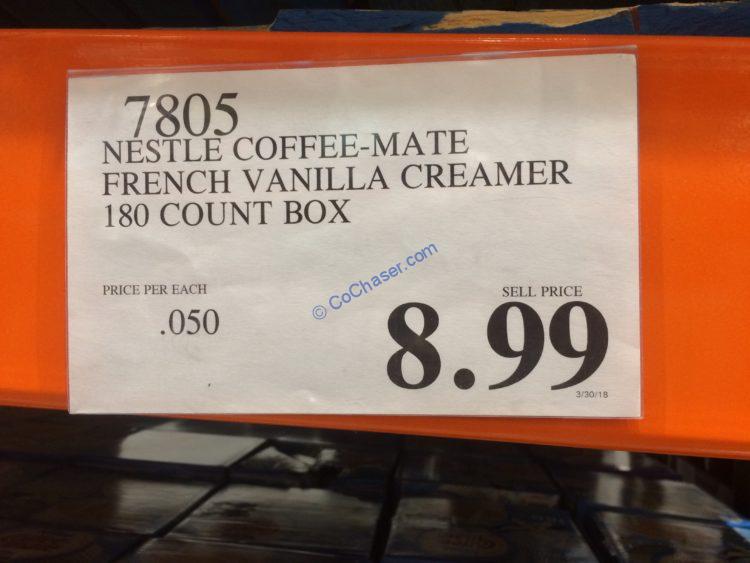 7805
NESTLE COFFEE-MATE
FRENCH VANILLA CREAMER
180 COUNT BOX
PRICE PER EACH
.050
© CoChaser.com
SELL PRICE
8.99
3/30/18